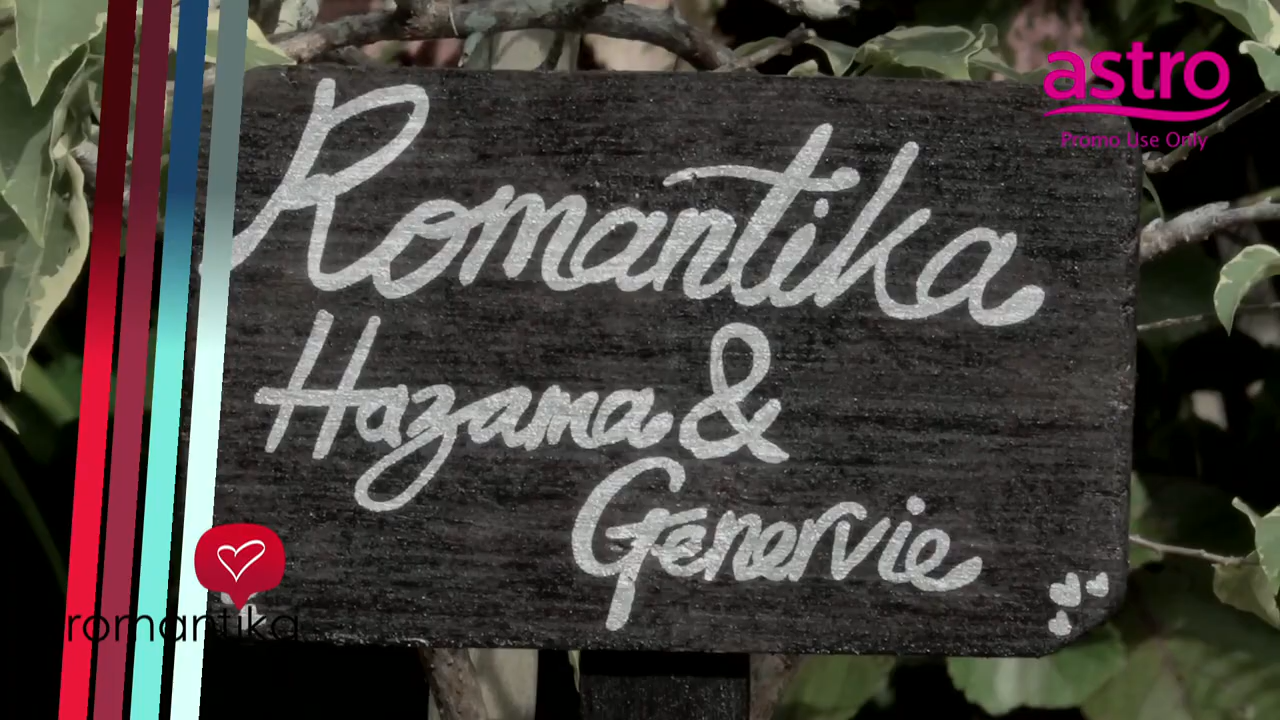 astro
Promo Use Only
Romantika
Hazama &
Genervie
romantika